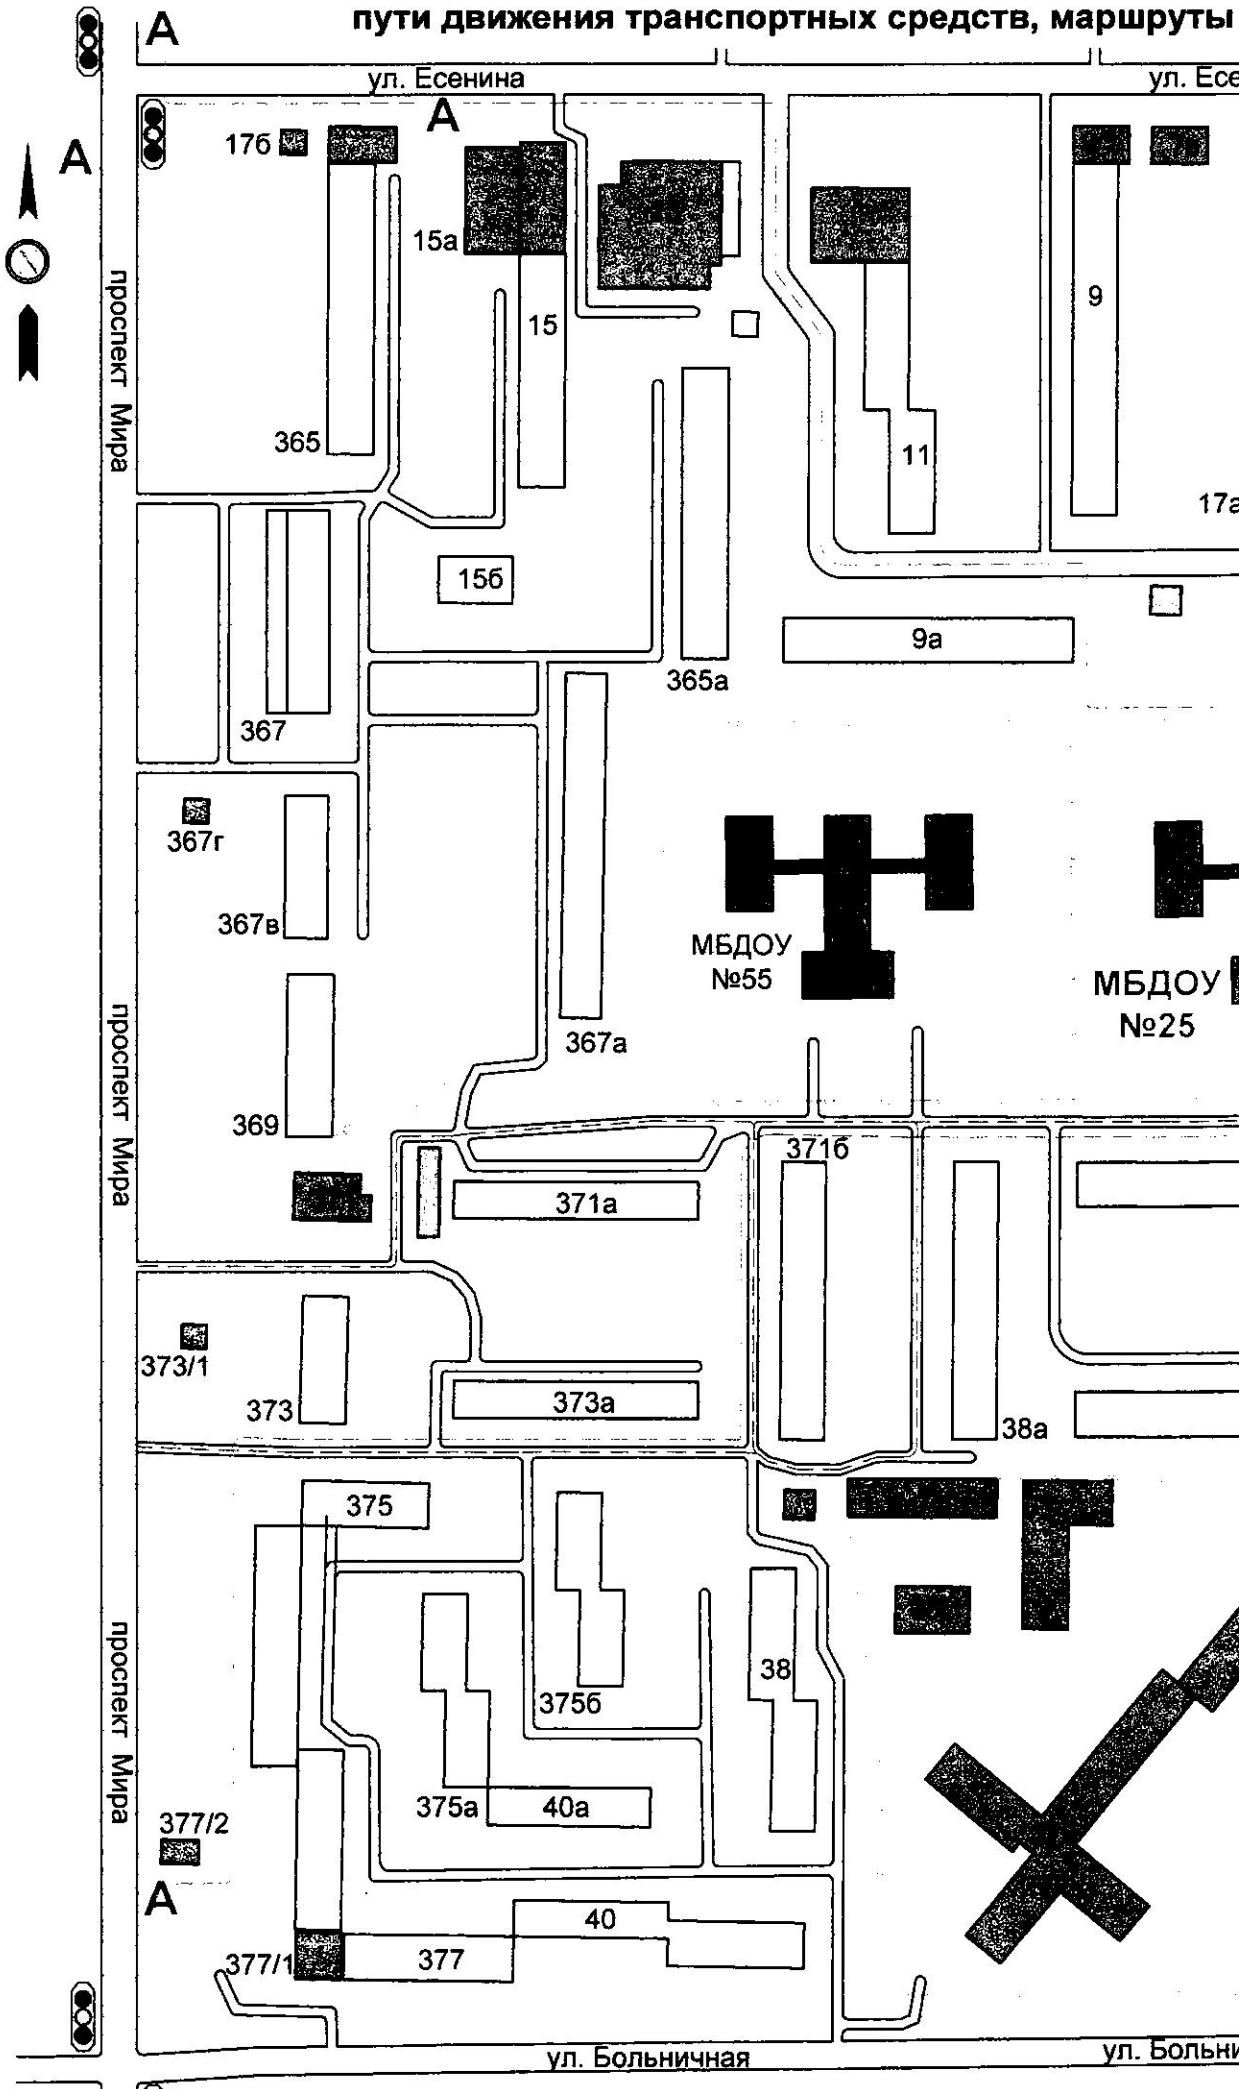 пути движения транспортных средств, маршруты
А
ул. Есенина
ул. Есе
А
17б
А
15а
проспект Мира
15
9
365
11
17а
15б
9а
365а
367
367г
367в
МБДОУ
№55
МБДОУ
№25
367а
проспект Мира
369
371б
371а
373/1
373
373а
38а
375
38
375б
проспект Мира
375а
40а
377/2
А
40
377/1
377
ул. Больничная
ул. Больни